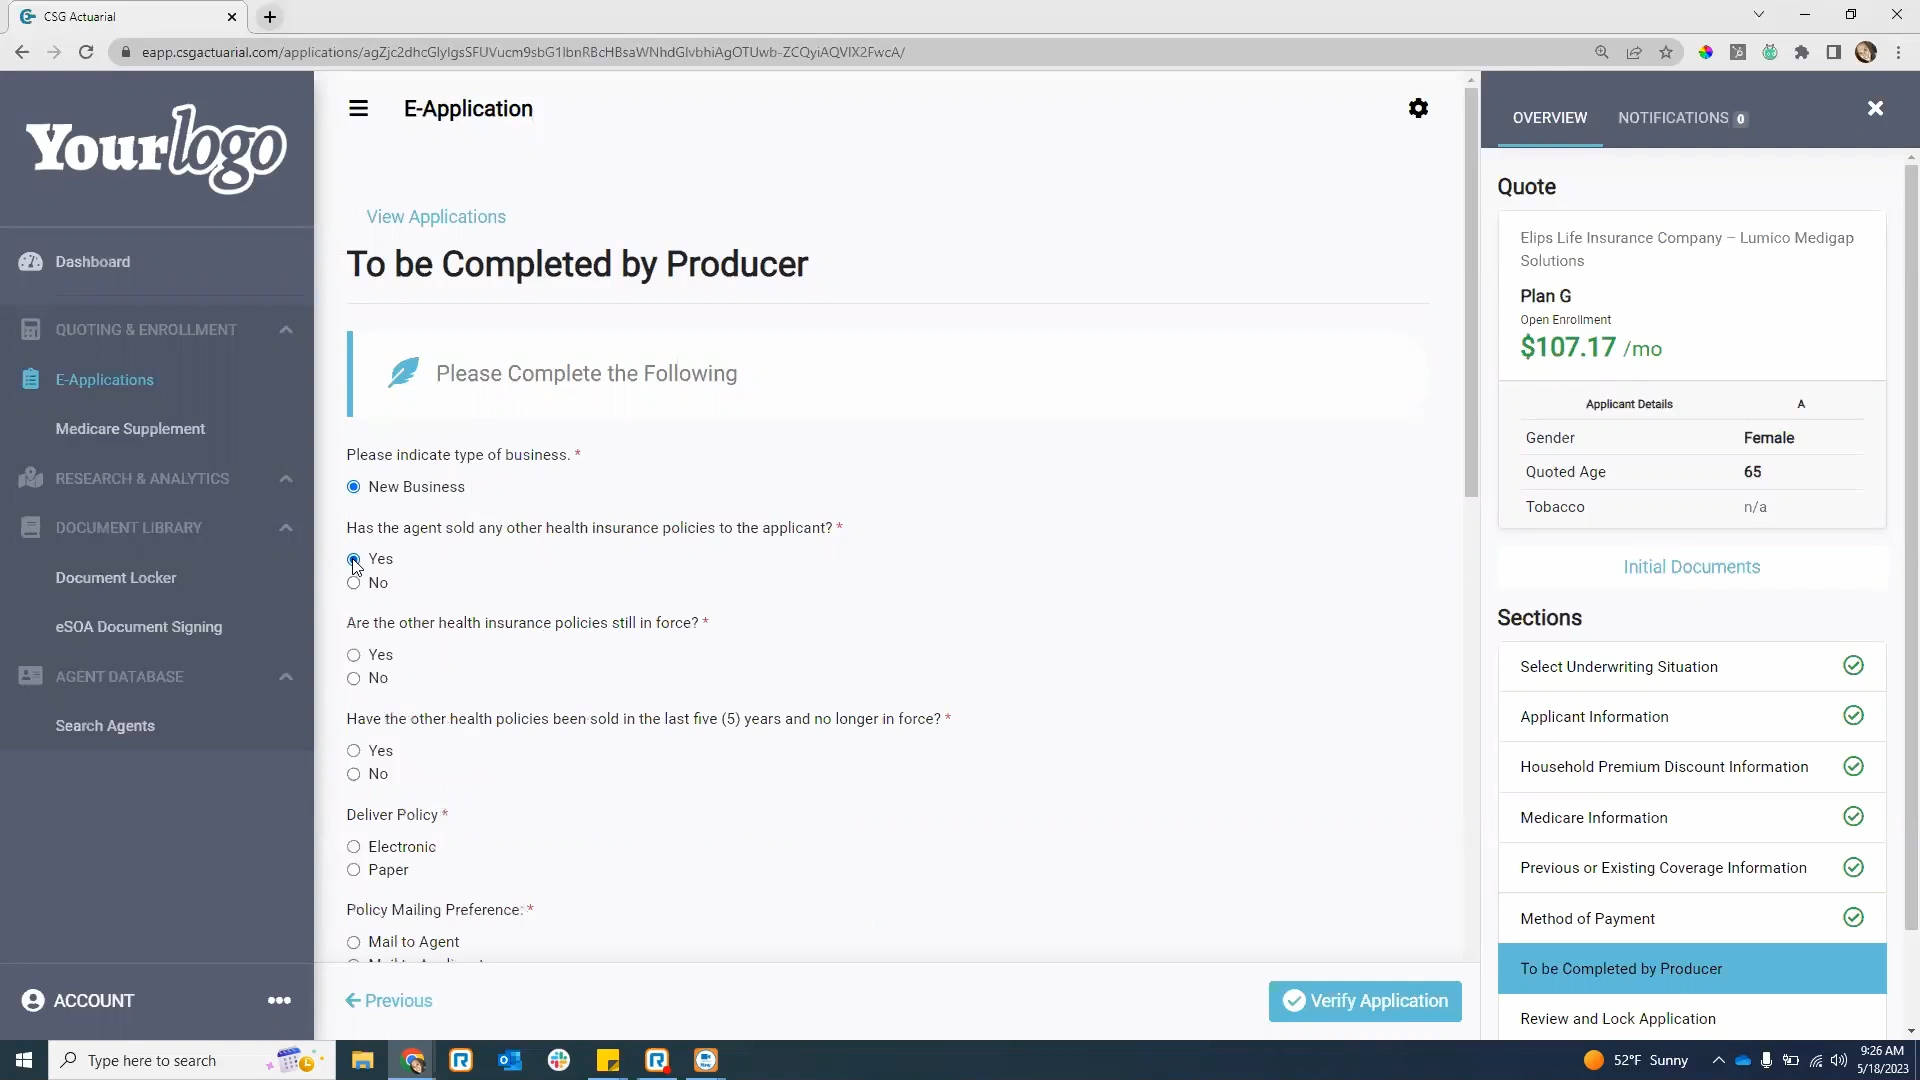 CSG Actuarial
eapp.csgactuarial.com/applications/agZjc2dhcGlyIgsSFUVucm9sbG1lbnRBcHBsaWNhdGlvbhiAgOTUwb-ZCQyiAQVlX2FwcA/
Yourlogo
Dashboard
QUOTING & ENROLLMENT
E-Applications
Medicare Supplement
RESEARCH & ANALYTICS
DOCUMENT LIBRARY
Document Locker
eSOA Document Signing
AGENT DATABASE
Search Agents
ACCOUNT
E-Application
View Applications
To be Completed by Producer
Please Complete the Following
Please indicate type of business. *
New Business
Has the agent sold any other health insurance policies to the applicant? *
Yes
No
Are the other health insurance policies still in force? *
Yes
No
Have the other health policies been sold in the last five (5) years and no longer in force? *
Yes
No
Deliver Policy *
Electronic
Paper
Policy Mailing Preference: *
Mail to Agent
Previous
Verify Application
OVERVIEW
NOTIFICATIONS 0
Quote
Elips Life Insurance Company – Lumico Medigap
Solutions
Plan G
Open Enrollment
$107.17 /mo
Applicant Details A
Gender Female
Quoted Age 65
Tobacco n/a
Initial Documents
Sections
Select Underwriting Situation
Applicant Information
Household Premium Discount Information
Medicare Information
Previous or Existing Coverage Information
Method of Payment
To be Completed by Producer
Review and Lock Application
Type here to search
52°F Sunny
9:26 AM
5/18/2023